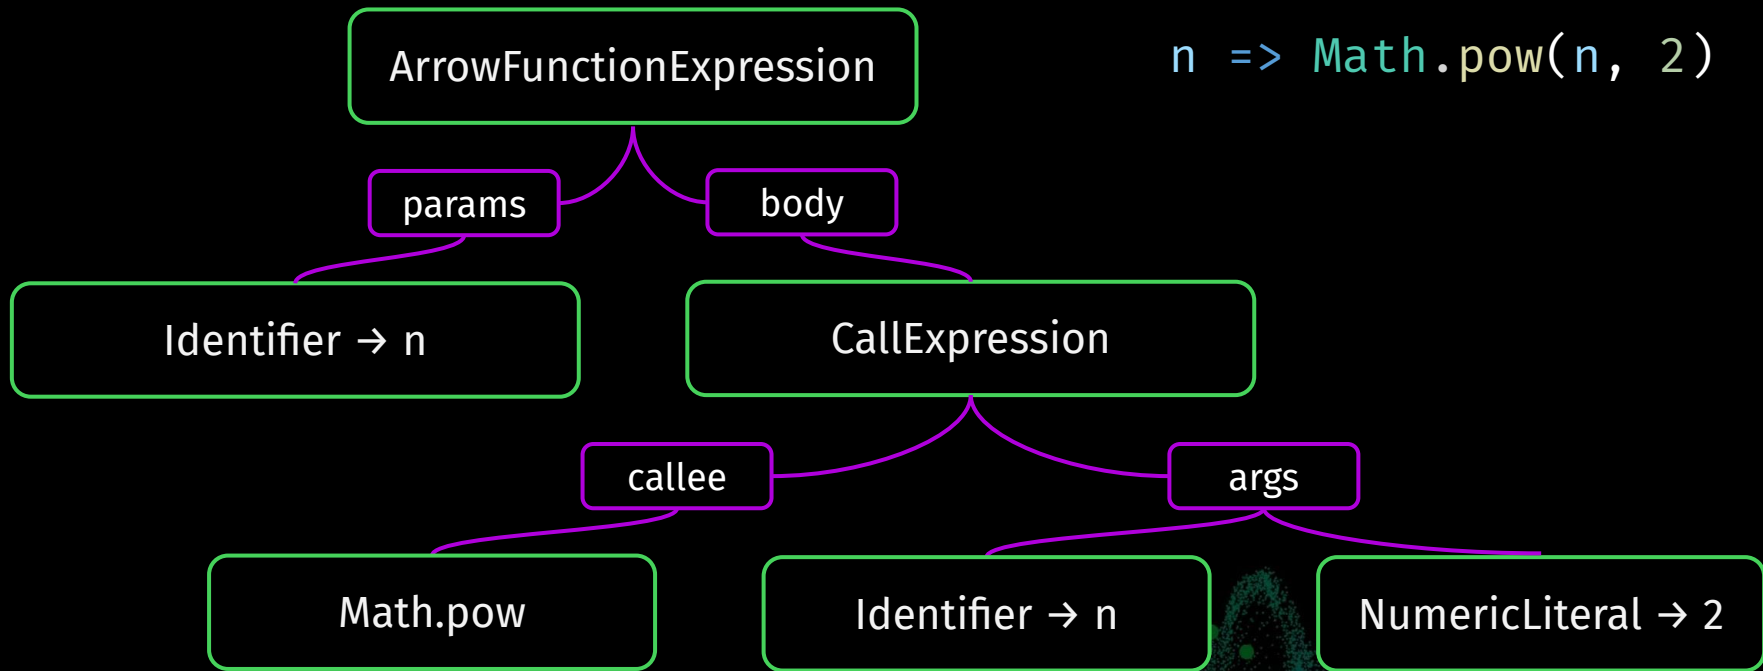 ArrowFunctionExpression
n => Math.pow(n, 2)
params
body
Identifier → n
CallExpression
callee
args
Math.pow
Identifier → n
NumericLiteral → 2